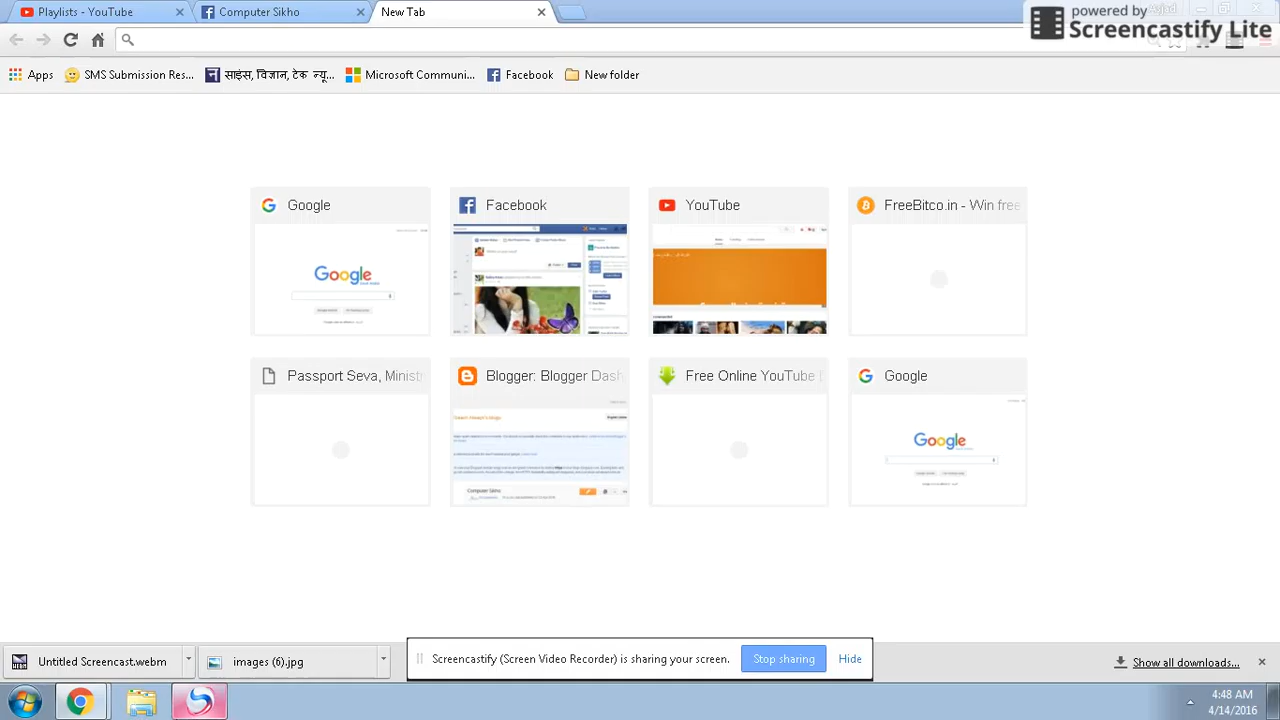 Playlists - YouTube
Computer Sikho
New Tab
powered by
Screencastify Lite
Apps
SMS Submission Res...
Microsoft Communi...
Facebook
New folder
Google
Facebook
YouTube
FreeBitco.in - Win free
Google
Passport Seva, Minist
Blogger: Blogger Dash
Free Online YouTube
Google
Google
Computer Sikho
Untitled Screencast.webm
images (6).jpg
Screencastify (Screen Video Recorder) is sharing your screen.
Stop sharing
Hide
Show all downloads...
4:48 AM
4/14/2016